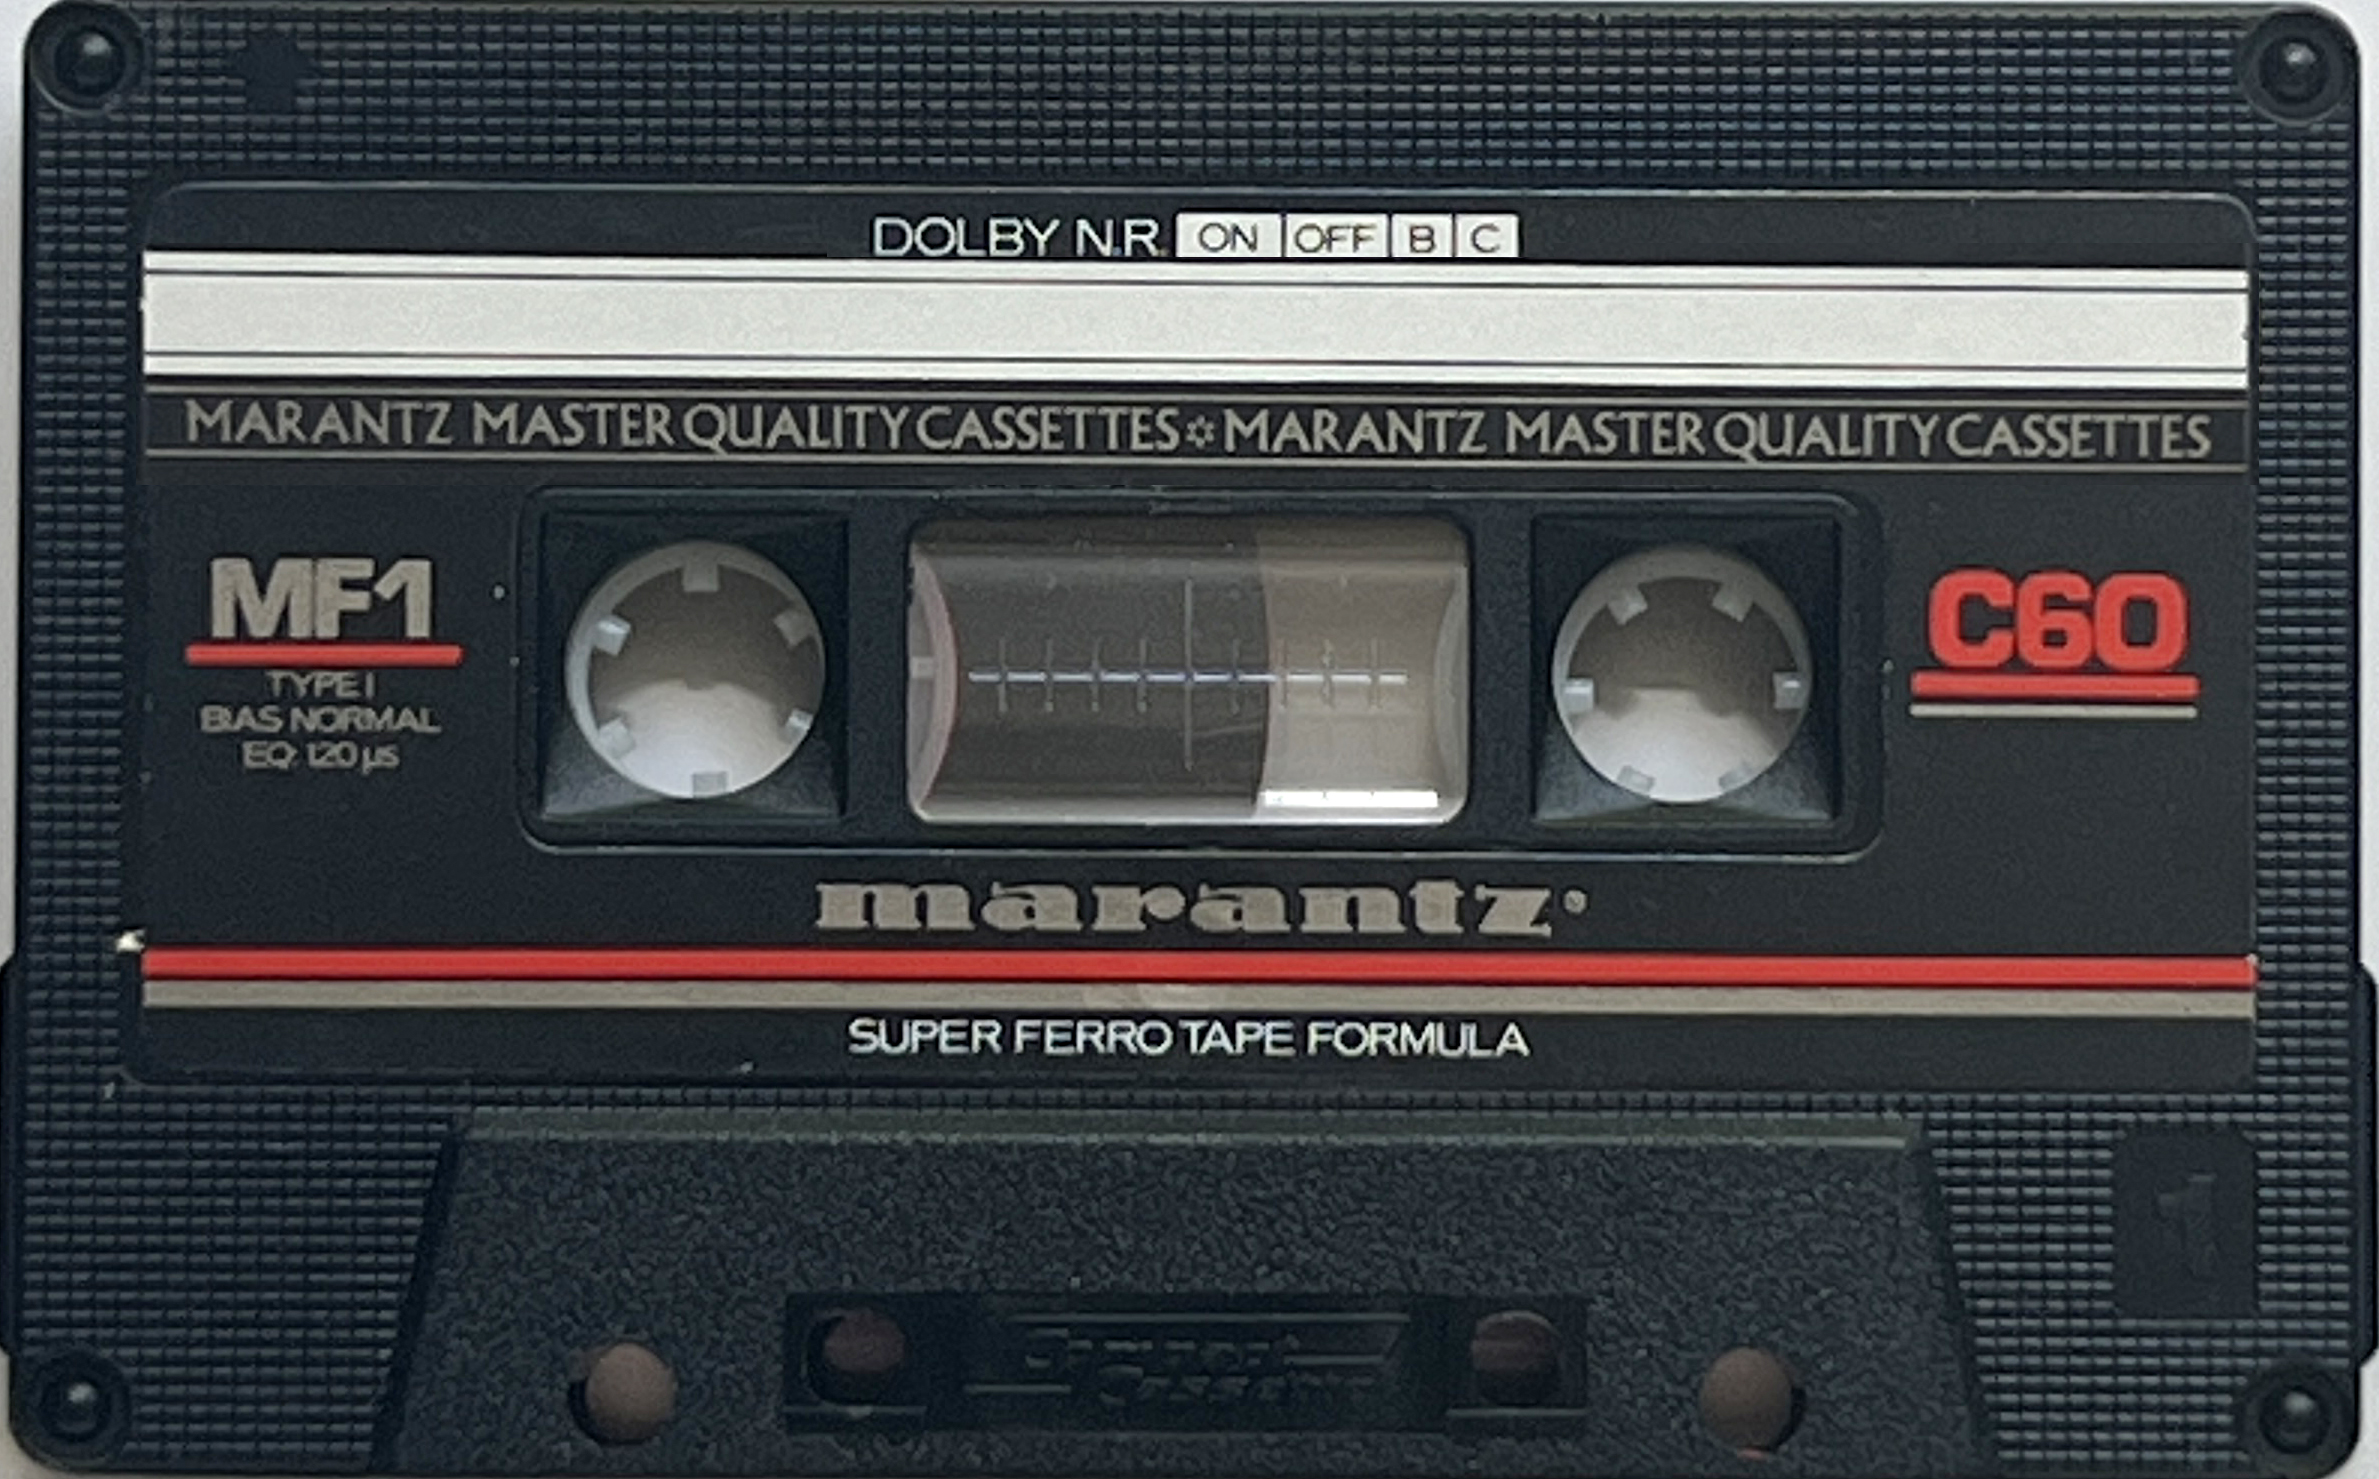 DOLBY N.R. ON OFF B C
MARANTZ MASTER QUALITY CASSETTES✡MARANTZ MASTER QUALITY CASSETTES
MF1
TYPE I
BIAS NORMAL
EQ: 120 µs
C60
marantz
SUPER FERRO TAPE FORMULA
1